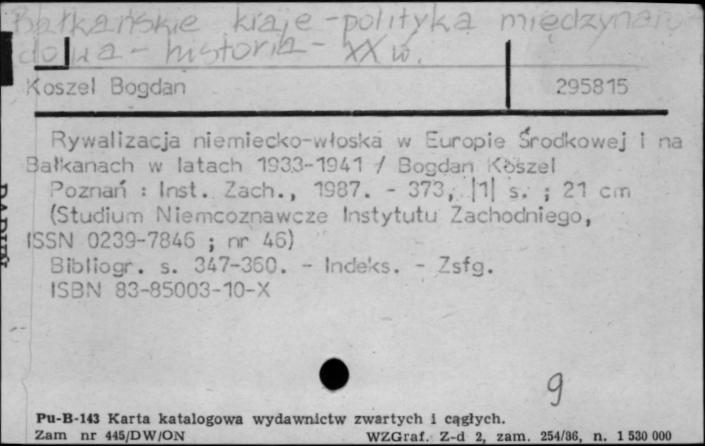 Bałkańskie kraje - polityka międzynaro-
dowa - historia - XX w.
Koszel Bogdan 295815
Rywalizacja niemiecko-włoska w Europie Środkowej i na
Bałkanach w latach 1933-1941 / Bogdan Koszel
Poznań : Inst. Zach., 1987. - 373, |1| s. ; 21 cm
(Studium Niemcoznawcze Instytutu Zachodniego,
ISSN 0239-7846 ; nr 46)
Bibliogr. s. 347-360. - Indeks. - Zsfg.
ISBN 83-85003-10-X
9
Pu-B-143 Karta katalogowa wydawnictw zwartych i cągłych.
Zam nr 445/DW/ON WZGraf. Z-d 2, zam. 254/86, n. 1 530 000